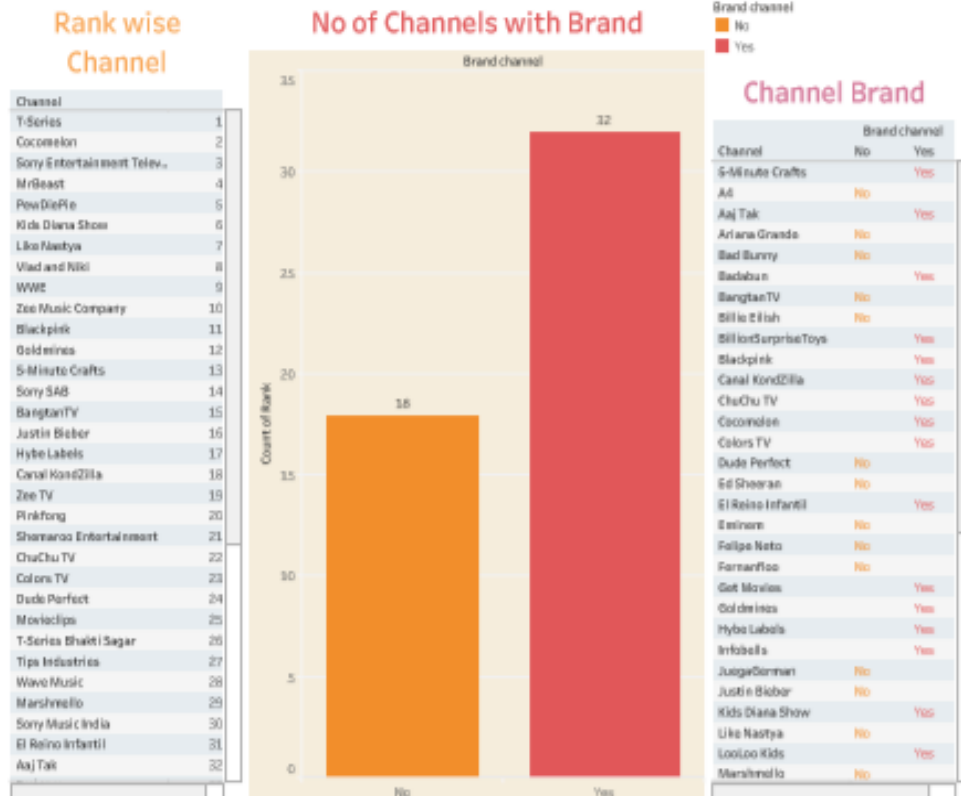 Rank wise
Channel
Channel
T-Series 1
Cocomelon 2
Sony Entertainment Telev.. 3
MrBeast 4
PewDiePie 5
Kids Diana Show 6
Like Nastya 7
Vlad and Niki 8
WWE 9
Zee Music Company 10
Blackpink 11
Goldmines 12
5-Minute Crafts 13
Sony SAB 14
BangtanTV 15
Justin Bieber 16
Hybe Labels 17
Canal KondZilla 18
Zee TV 19
Pinkfong 20
Shemaroo Entertainment 21
ChuChu TV 22
Colors TV 23
Dude Perfect 24
Movieclips 25
T-Series Bhakti Sagar 26
Tips Industries 27
Wave Music 28
Marshmello 29
Sony Music India 30
El Reino Infantil 31
Aaj Tak 32
No of Channels with Brand
Brand channel
35
30
25
20
15
10
5
0
Count of Rank
18
32
No
Yes
Brand channel
No
Yes
Channel Brand
Brand channel
Channel No Yes
5-Minute Crafts Yes
A4 No
Aaj Tak Yes
Ariana Grande No
Bad Bunny No
Badabun Yes
BangtanTV No
Billie Eilish No
BillionSurpriseToys Yes
Blackpink Yes
Canal KondZilla Yes
ChuChu TV Yes
Cocomelon Yes
Colors TV Yes
Dude Perfect No
Ed Sheeran No
El Reino Infantil Yes
Eminem No
Felipe Neto No
Fernanfloo No
Get Movies Yes
Goldmines Yes
Hybe Labels Yes
Infobells Yes
JuegaGerman No
Justin Bieber No
Kids Diana Show Yes
Like Nastya No
LooLoo Kids Yes
Marshmello No